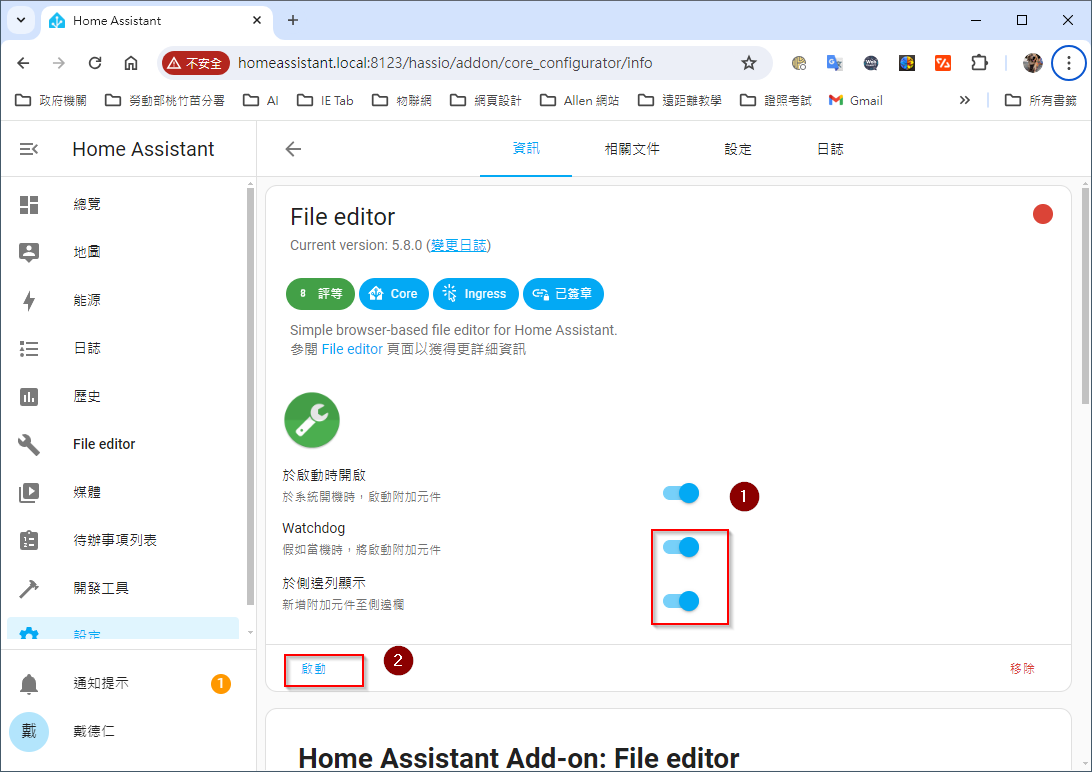 Home Assistant
不安全 homeassistant.local:8123/hassio/addon/core_configurator/info
政府機關 勞動部桃竹苗分署 AI IE Tab 物聯網 網頁設計 Allen 網站 遠距離教學 證照考試 Gmail 所有書籤
Home Assistant
資訊 相關文件 設定 日誌
總覽
地圖
能源
日誌
歷史
File editor
媒體
待辦事項列表
開發工具
設定
通知提示 1
戴 戴德仁
File editor
Current version: 5.8.0 (變更日誌)
8 評等 Core Ingress 已簽章
Simple browser-based file editor for Home Assistant.
參閱 File editor 頁面以獲得更詳細資訊
於啟動時開啟
於系統開機時，啟動附加元件
1
Watchdog
假如當機時，將啟動附加元件
於側邊列顯示
新增附加元件至側邊欄
啟動 2 移除
Home Assistant Add-on: File editor